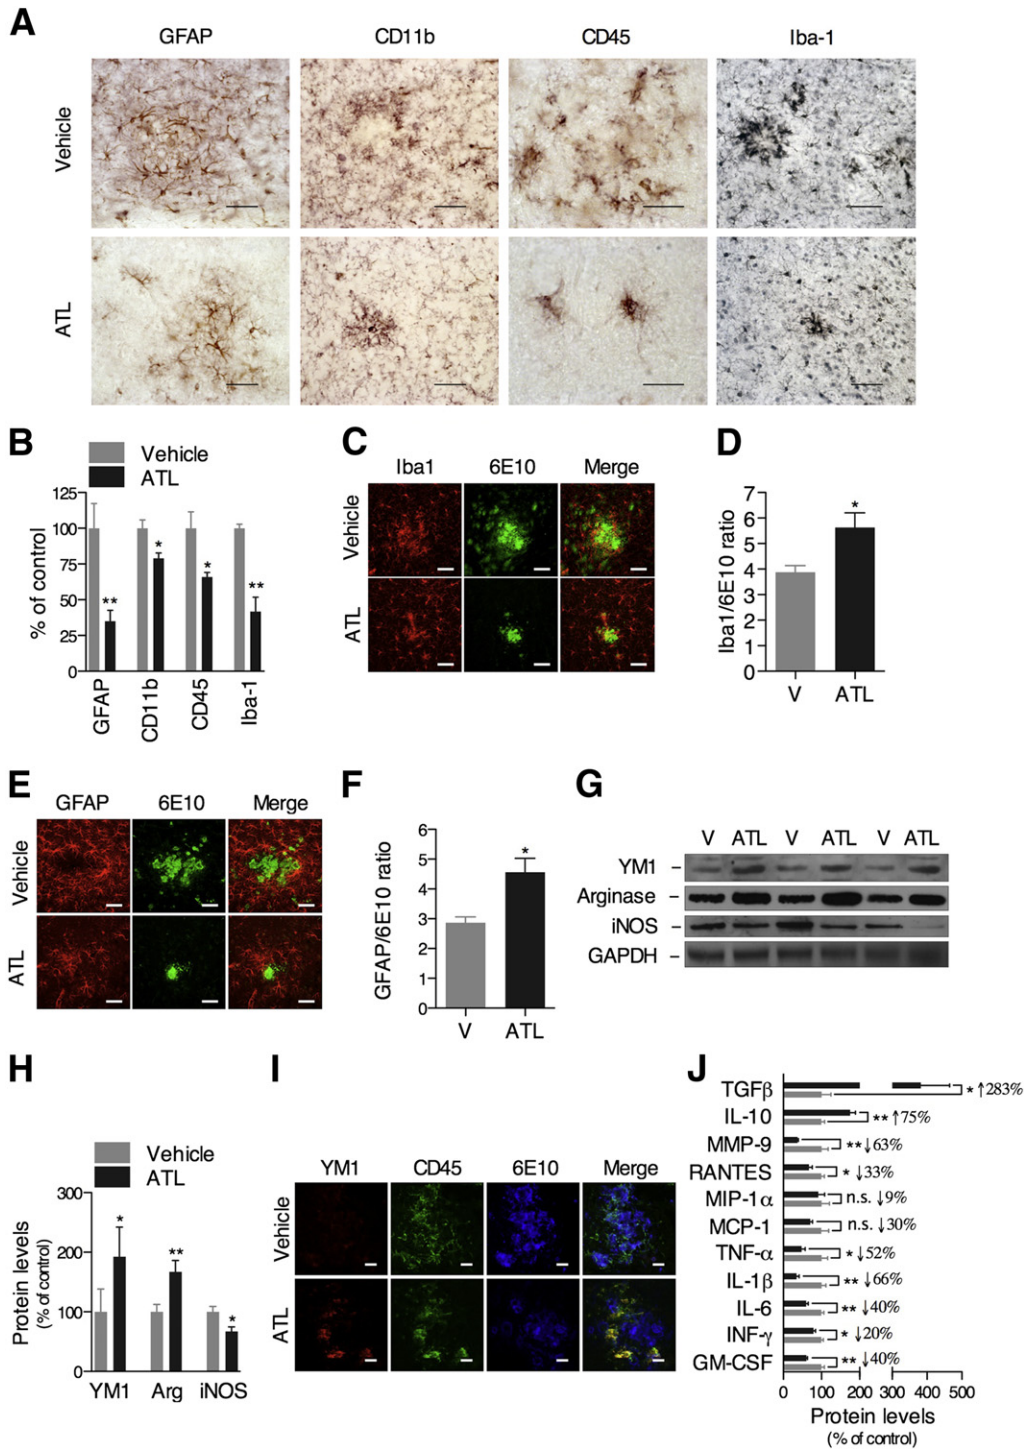 A
GFAP CD11b CD45 Iba-1
Vehicle
ATL
B
Vehicle
ATL
% of control
125
100
75
50
25
0
** * * **
GFAP CD11b CD45 Iba-1
C
Iba1 6E10 Merge
Vehicle
ATL
D
Iba1/6E10 ratio
7
6
5
4
3
2
1
0
*
V ATL
E
GFAP 6E10 Merge
Vehicle
ATL
F
GFAP/6E10 ratio
6
5
4
3
2
1
0
*
V ATL
G
V ATL V ATL V ATL
YM1
Arginase
iNOS
GAPDH
H
Vehicle
ATL
Protein levels
(% of control)
300
200
100
0
* ** *
YM1 Arg iNOS
I
YM1 CD45 6E10 Merge
Vehicle
ATL
J
TGFβ * ↑283%
IL-10 ** ↑75%
MMP-9 ** ↓63%
RANTES * ↓33%
MIP-1α n.s. ↓9%
MCP-1 n.s. ↓30%
TNF-α * ↓52%
IL-1β ** ↓66%
IL-6 ** ↓40%
INF-γ * ↓20%
GM-CSF ** ↓40%
0 100 200 300 400 500
Protein levels
(% of control)